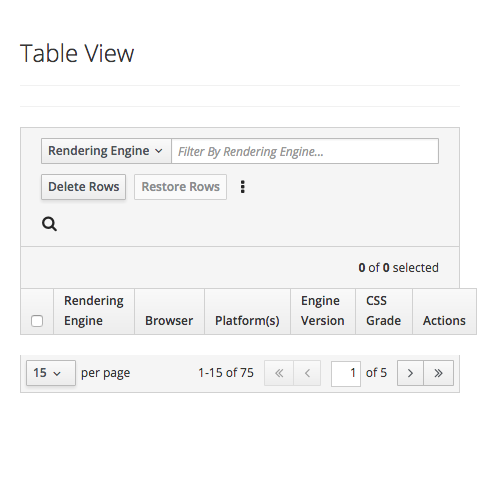 Table View
Rendering Engine
Filter By Rendering Engine...
Delete Rows
Restore Rows
0 of 0 selected
Rendering Engine
Browser
Platform(s)
Engine Version
CSS Grade
Actions
15
per page
1-15 of 75
1 of 5